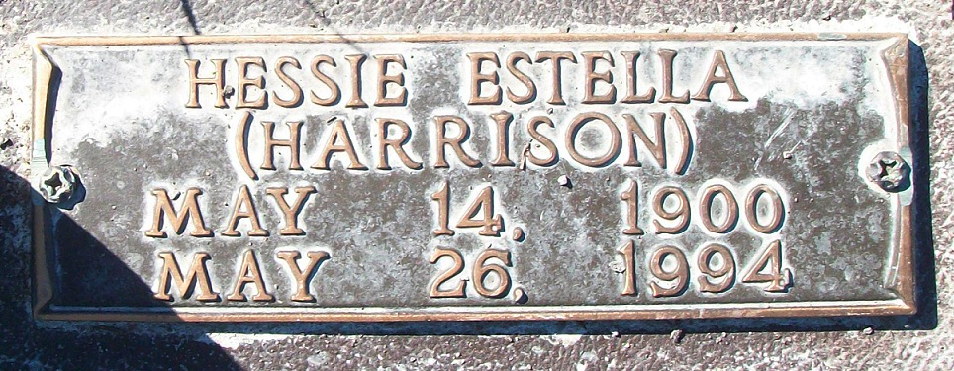 HESSIE ESTELLA
(HARRISON)
MAY 14, 1900
MAY 26, 1994